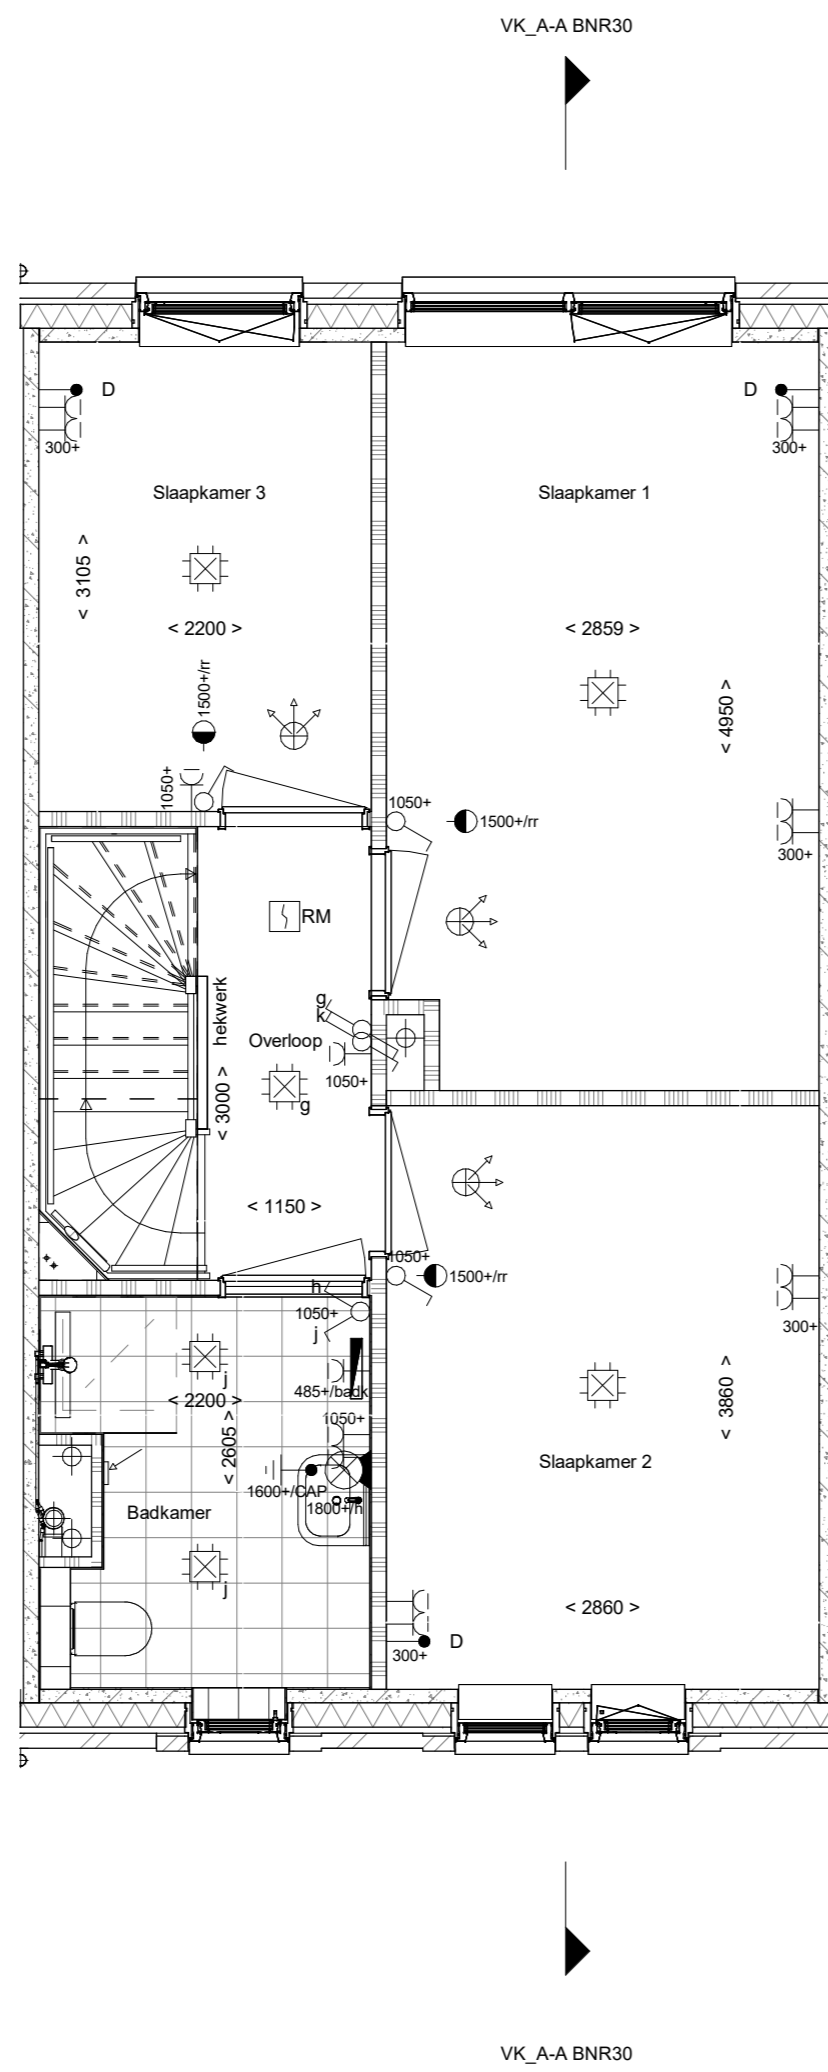 VK_A-A BNR30
D
D
300+
300+
Slaapkamer 3
Slaapkamer 1
< 3105 >
< 2200 >
< 2859 >
1500+/rr
< 4950 >
1050+
1050+
1500+/rr
300+
RM
hekwerk
g
k
Overloop
1050+
< 3000 >
g
< 1150 >
1050+
1500+/rr
h
1050+
j
300+
j
485+/badk
< 2200 >
1050+
< 2605 >
< 3860 >
Slaapkamer 2
1600+/CAP
1800+/h
Badkamer
j
< 2860 >
D
300+
VK_A-A BNR30